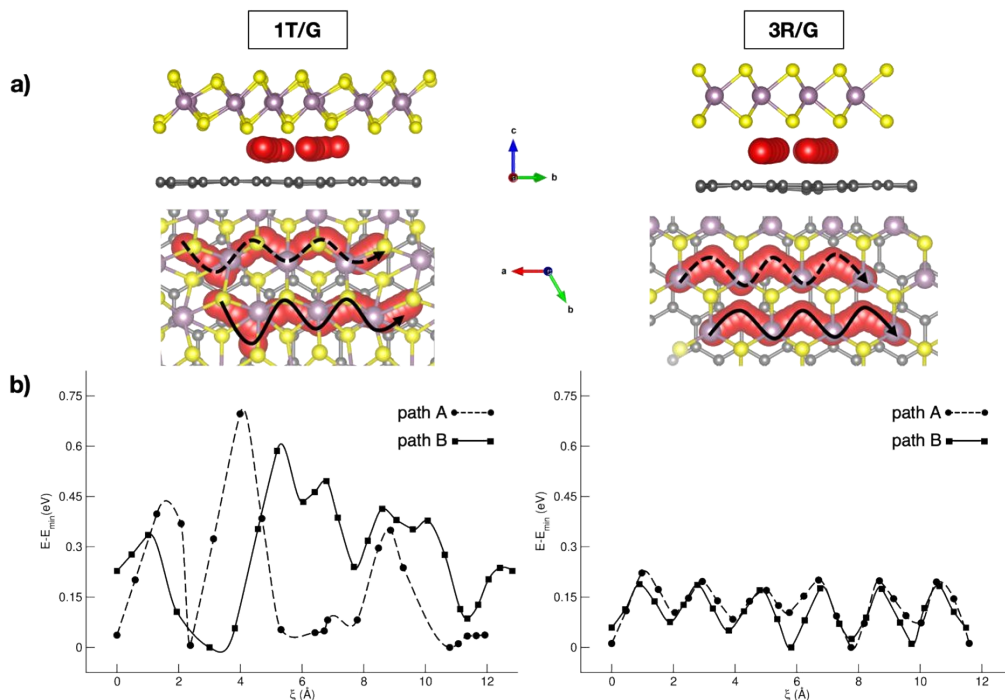 1T/G
3R/G
a)
c
b
a
b
b)
0.75
0.6
0.45
0.3
0.15
0
E-Emin(eV)
path A
path B
0 2 4 6 8 10 12
ξ (Å)
0.75
0.6
0.45
0.3
0.15
0
E-Emin (eV)
path A
path B
0 2 4 6 8 10 12
ξ (Å)